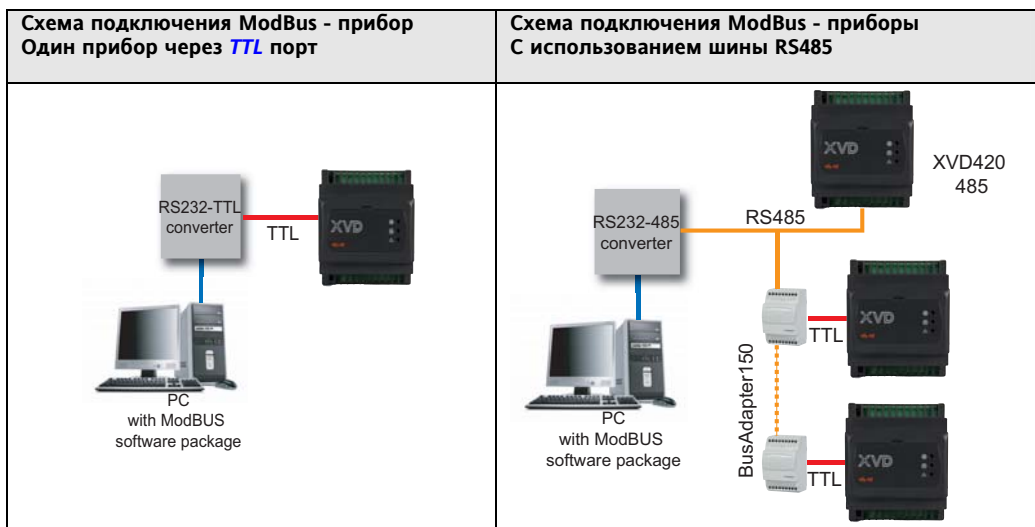 Схема подключения ModBus - прибор
Один прибор через TTL порт
Схема подключения ModBus - приборы
С использованием шины RS485
RS232-TTL
converter
TTL
XVD
PC
with ModBUS
software package
XVD
XVD420
485
RS232-485
converter
RS485
XVD
TTL
BusAdapter150
PC
with ModBUS
software package
XVD
TTL